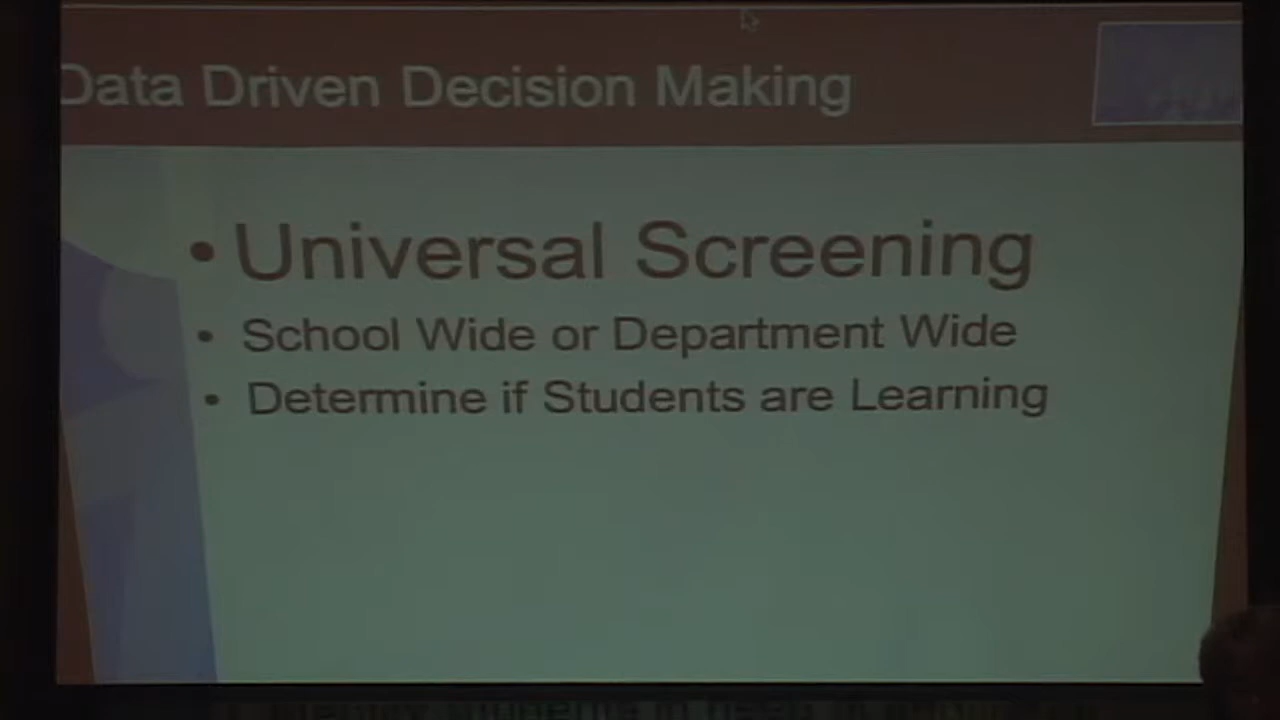 Data Driven Decision Making
• Universal Screening
• School Wide or Department Wide
• Determine if Students are Learning